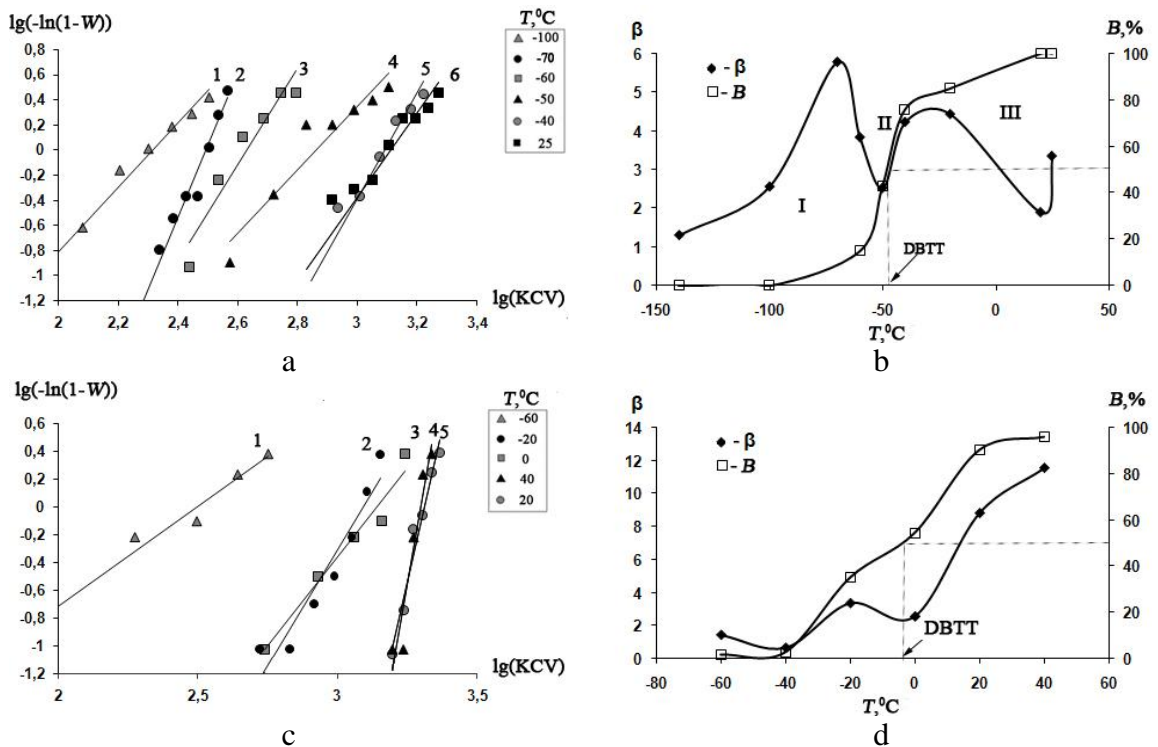 lg(-ln(1-W))
T,⁰C
-100
-70
-60
-50
-40
25
0,8
0,6
0,4
0,2
0
-0,2
-0,4
-0,6
-0,8
-1
-1,2
1 2 3 4 5 6
lg(KCV)
2 2,2 2,4 2,6 2,8 3 3,2 3,4
a
β
B,%
- β
- B
6
5
4
3
2
1
0
100
80
60
40
20
0
I
II
III
DBTT
-150 -100 -50 0 50
T,⁰C
b
lg(-ln(1-W))
T,⁰C
-60
-20
0
40
20
0,6
0,4
0,2
0
-0,2
-0,4
-0,6
-0,8
-1
-1,2
1 2 3 4 5
lg(KCV)
2 2,5 3 3,5
c
β
B,%
- β
- B
14
12
10
8
6
4
2
0
100
80
60
40
20
0
DBTT
-80 -60 -40 -20 0 20 40 60
T,⁰C
d